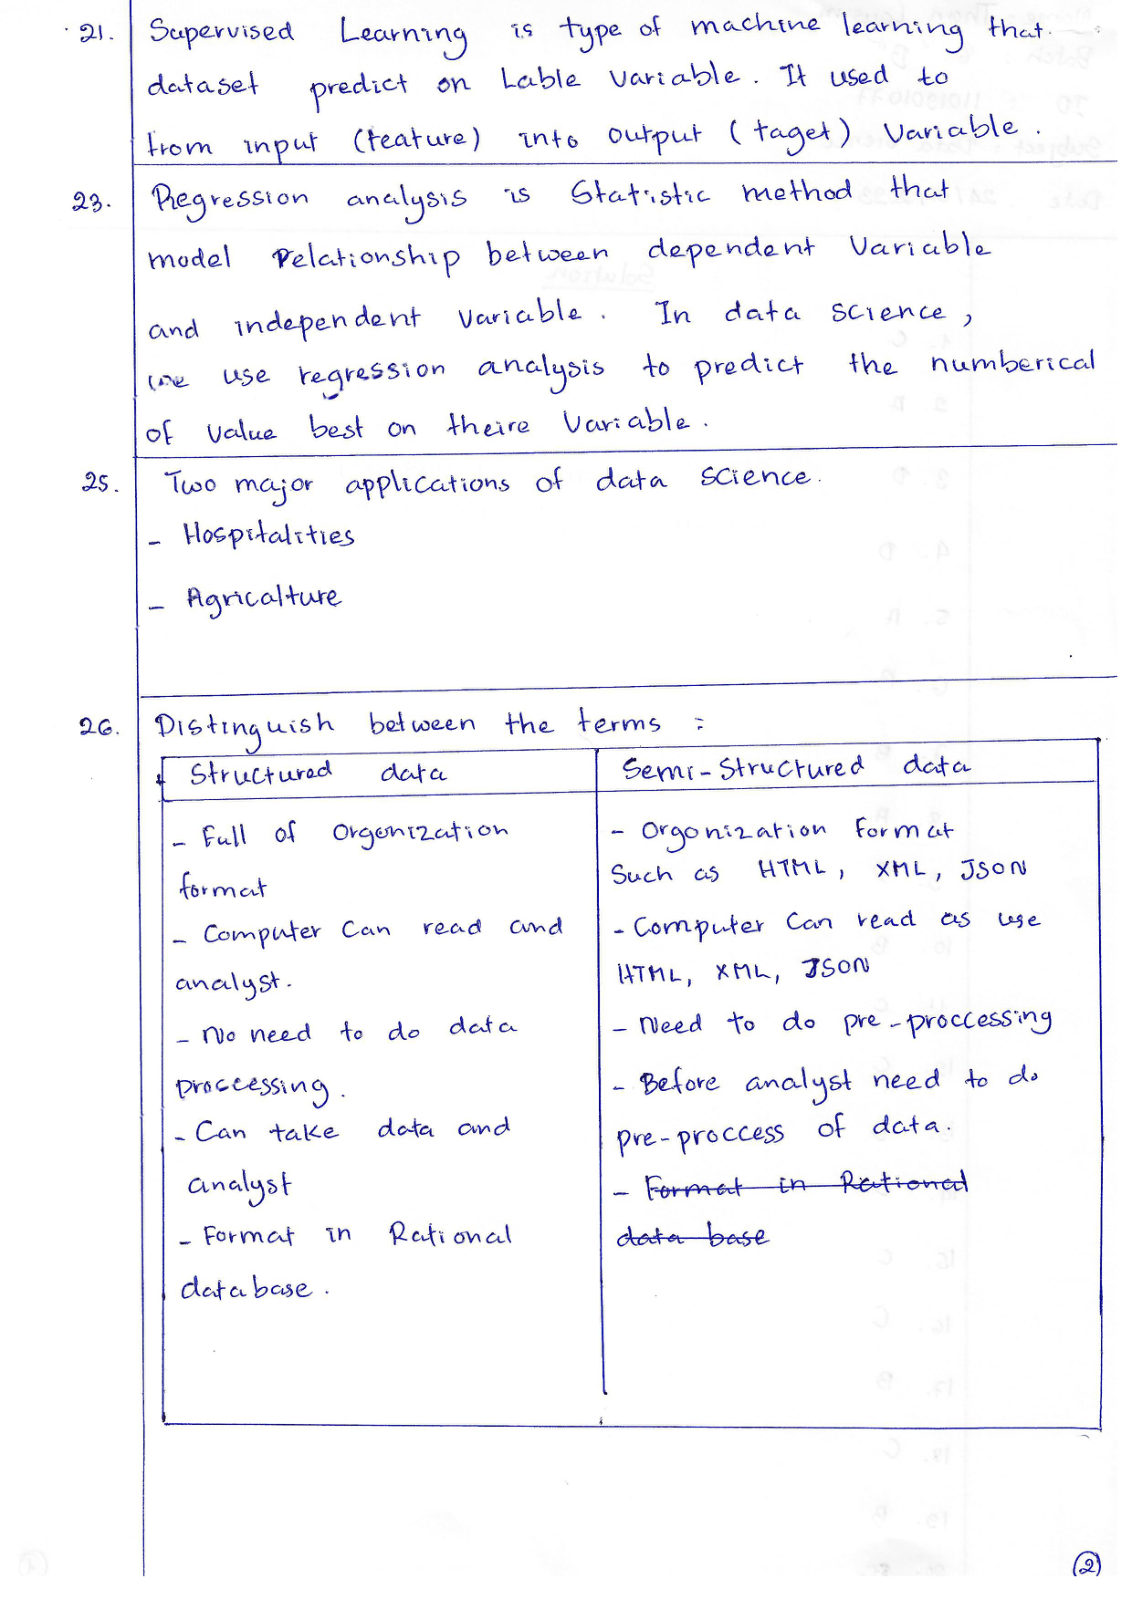 21. Supervised Learning is type of machine learning that.
dataset predict on Lable Variable. It used to
from input (feature) into output (taget) Variable.
23. Regression analysis is Statistic method that
model Relationship between dependent Variable
and independent Variable. In data science,
we use regression analysis to predict the numberical
of value best on theire Variable.
25. Two major applications of data science.
- Hospitalities
- Agricalture
26. Distinguish between the terms :
Structured data
- Full of Orgenization
format
- Computer Can read and
analyst.
- No need to do data
proccessing.
- Can take data and
analyst
- Format in Rational
database.
Semi-Structured data
- Orgonization Format
Such as HTML, XML, JSON
- Computer Can read as use
HTML, XML, JSON
- Need to do pre-proccessing
- Before analyst need to do
pre-proccess of data.
- Format in Rational
data base
2